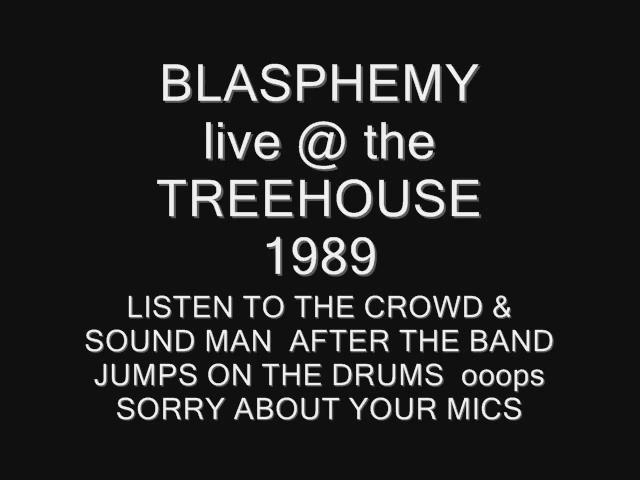 BLASPHEMY
live @ the
TREEHOUSE
1989
LISTEN TO THE CROWD &
SOUND MAN  AFTER THE BAND
JUMPS ON THE DRUMS  ooops
SORRY ABOUT YOUR MICS